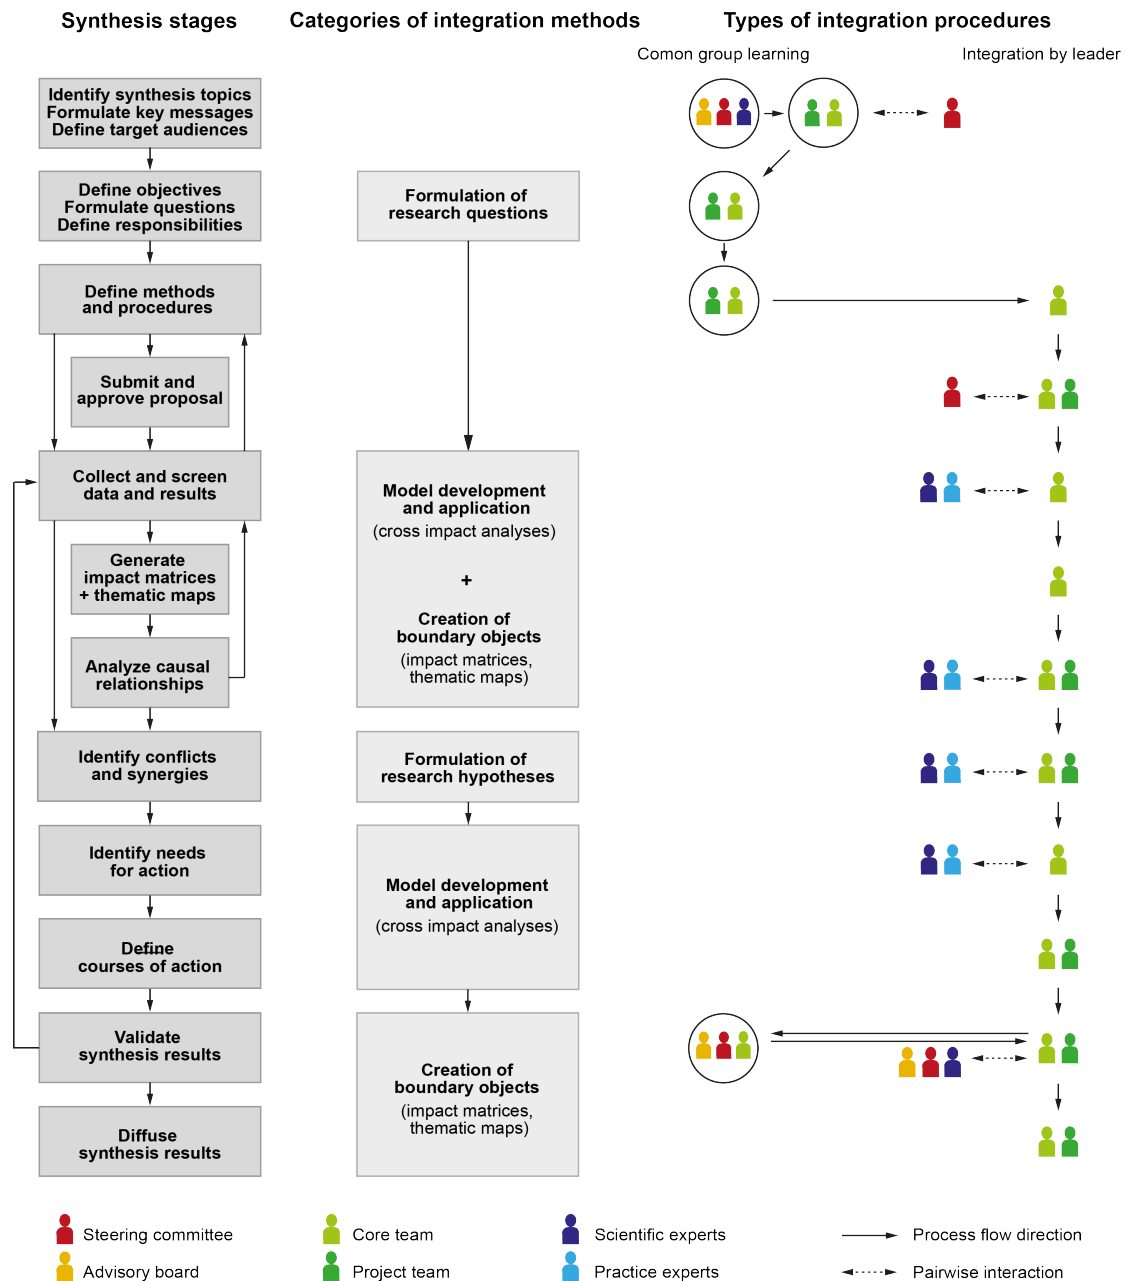 Synthesis stages
Categories of integration methods
Types of integration procedures
Comon group learning
Integration by leader
Identify synthesis topics
Formulate key messages
Define target audiences
Define objectives
Formulate questions
Define responsibilities
Define methods
and procedures
Submit and
approve proposal
Collect and screen
data and results
Generate
impact matrices
+ thematic maps
Analyze causal
relationships
Identify conflicts
and synergies
Identify needs
for action
Define
courses of action
Validate
synthesis results
Diffuse
synthesis results
Formulation of
research questions
Model development
and application
(cross impact analyses)
+
Creation of
boundary objects
(impact matrices,
thematic maps)
Formulation of
research hypotheses
Model development
and application
(cross impact analyses)
Creation of
boundary objects
(impact matrices,
thematic maps)
Steering committee
Advisory board
Core team
Project team
Scientific experts
Practice experts
Process flow direction
Pairwise interaction